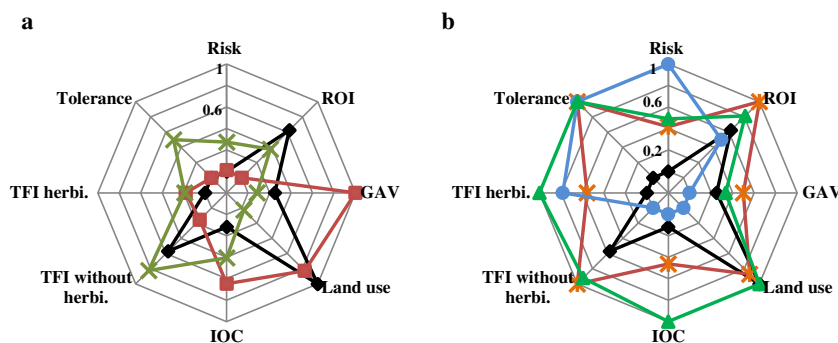 a
Risk
1
0.6
Tolerance
ROI
TFI herbi.
GAV
TFI without
herbi.
Land use
IOC
b
Risk
1
0.6
0.2
Tolerance
ROI
TFI herbi.
GAV
TFI without
herbi.
Land use
IOC